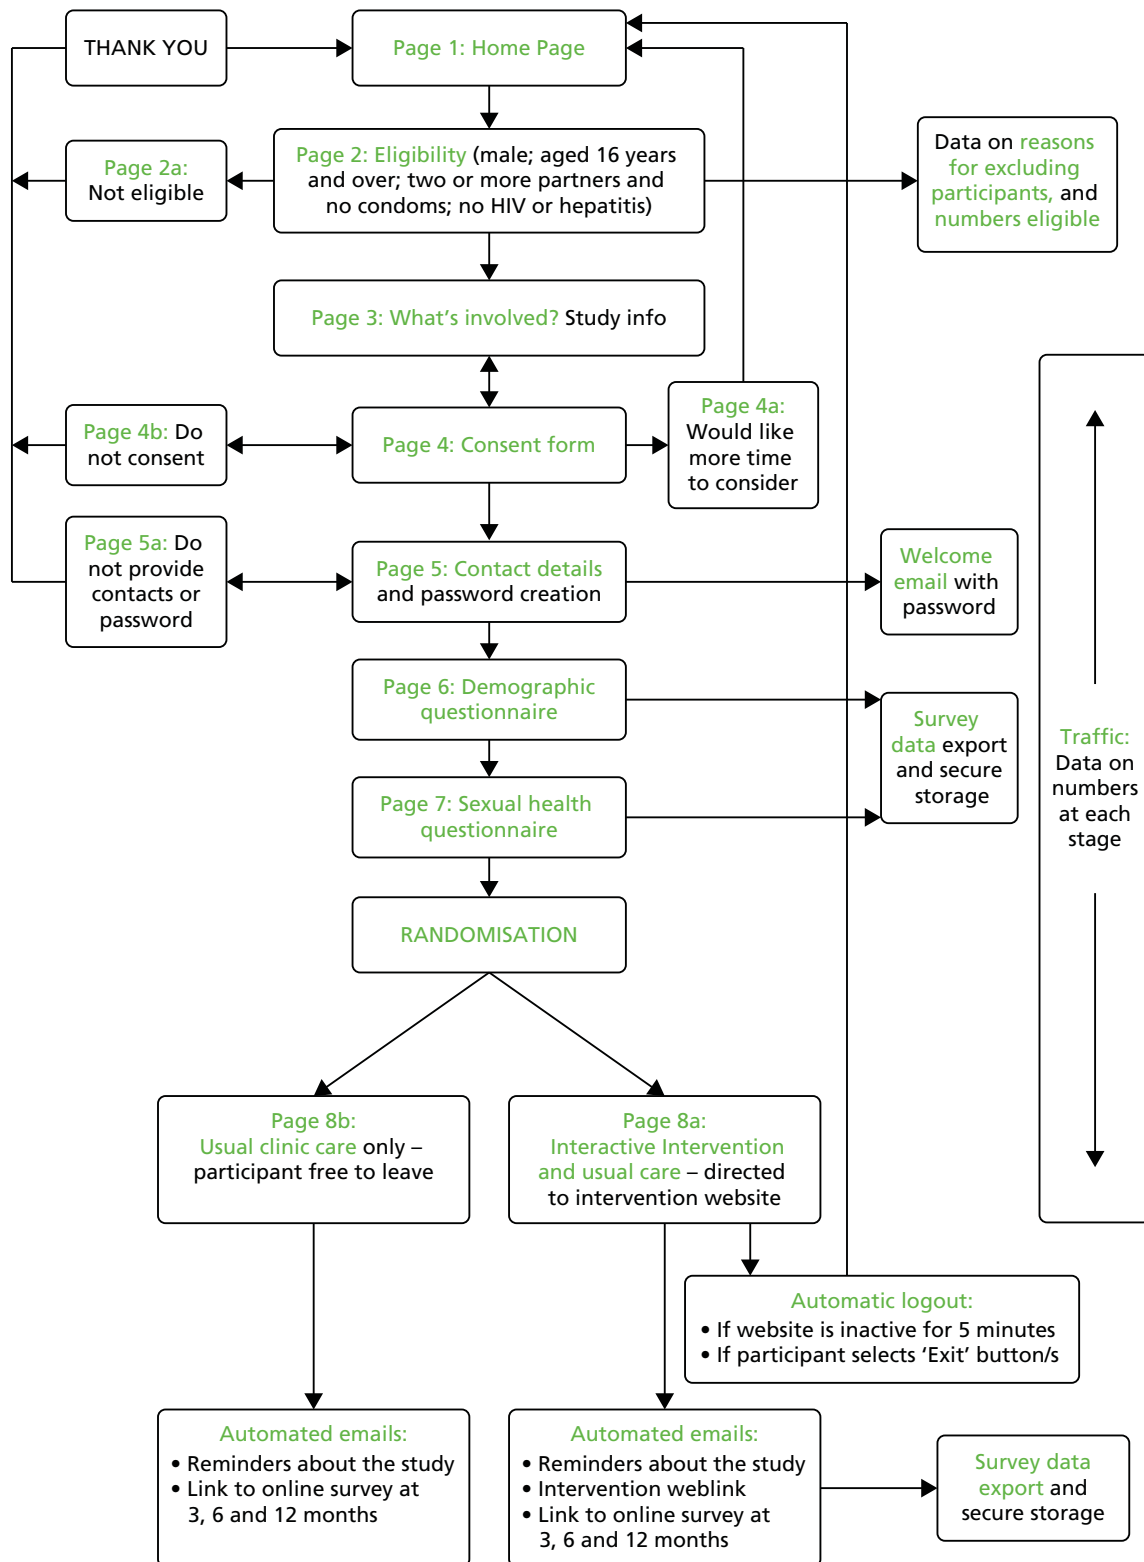 THANK YOU
Page 1: Home Page
Page 2a:
Not eligible
Page 2: Eligibility (male; aged 16 years
and over; two or more partners and
no condoms; no HIV or hepatitis)
Data on reasons
for excluding
participants, and
numbers eligible
Page 3: What's involved? Study info
Page 4b: Do
not consent
Page 4: Consent form
Page 4a:
Would like
more time
to consider
Page 5a: Do
not provide
contacts or
password
Page 5: Contact details
and password creation
Welcome
email with
password
Page 6: Demographic
questionnaire
Survey
data export
and secure
storage
Page 7: Sexual health
questionnaire
Traffic:
Data on
numbers
at each
stage
RANDOMISATION
Page 8b:
Usual clinic care only –
participant free to leave
Page 8a:
Interactive Intervention
and usual care – directed
to intervention website
Automatic logout:
• If website is inactive for 5 minutes
• If participant selects ‘Exit’ button/s
Automated emails:
• Reminders about the study
• Link to online survey at
3, 6 and 12 months
Automated emails:
• Reminders about the study
• Intervention weblink
• Link to online survey at
3, 6 and 12 months
Survey data
export and
secure storage